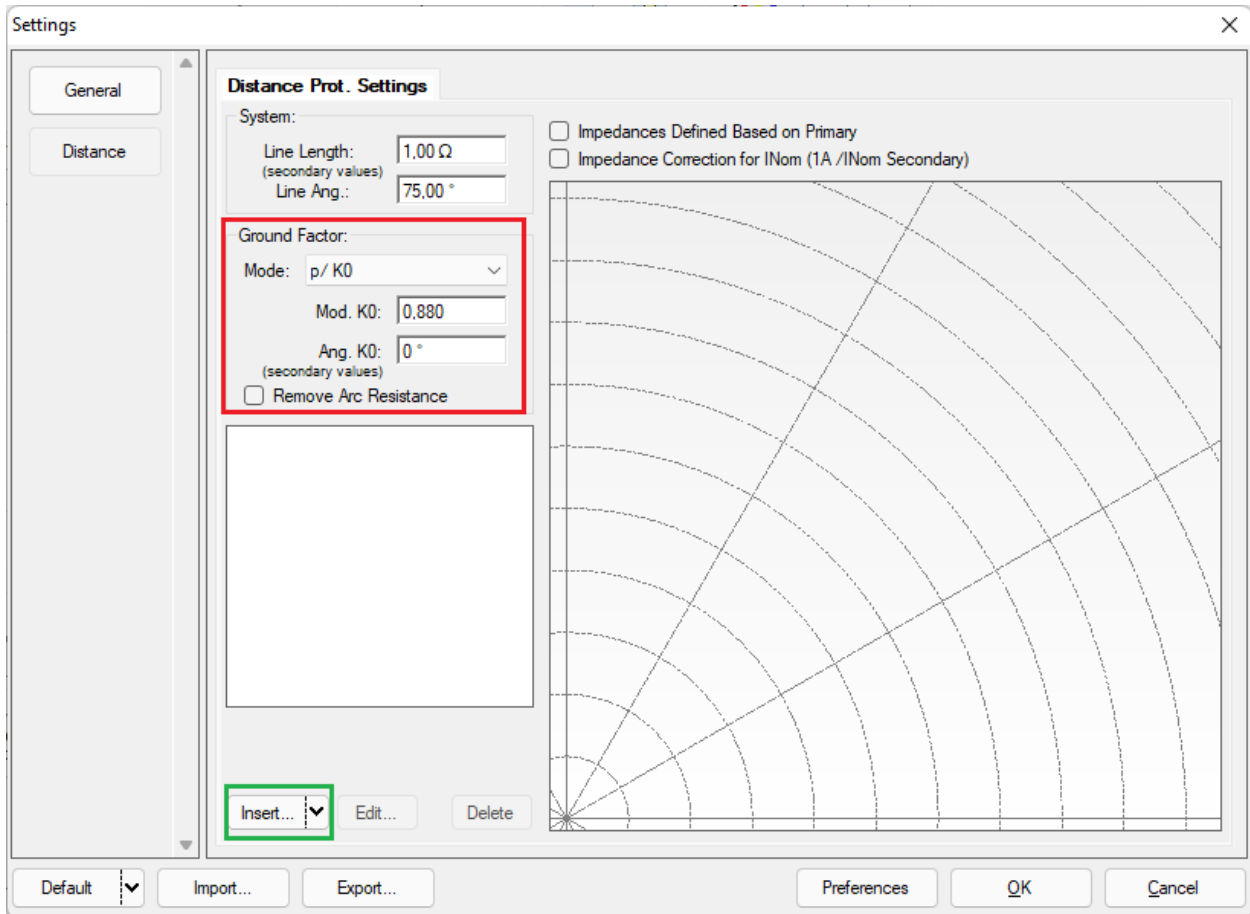 Settings
General
Distance
Distance Prot. Settings
System:
Line Length: 1,00 Ω
(secondary values)
Line Ang.: 75,00 °
Ground Factor:
Mode: p/ K0
Mod. K0: 0,880
Ang. K0: 0 °
(secondary values)
Remove Arc Resistance
Impedances Defined Based on Primary
Impedance Correction for INom (1A /INom Secondary)
Insert... Edit... Delete
Default Import... Export... Preferences OK Cancel